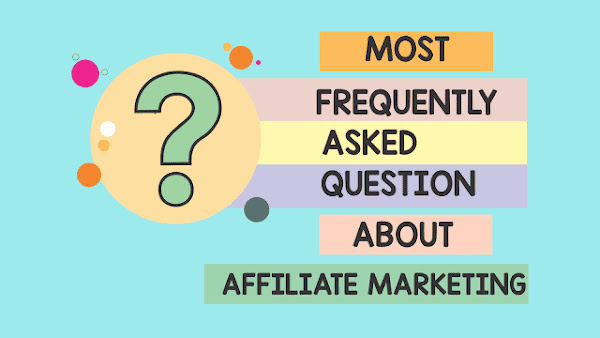 MOST
FREQUENTLY
ASKED
QUESTION
ABOUT
AFFILIATE MARKETING
?